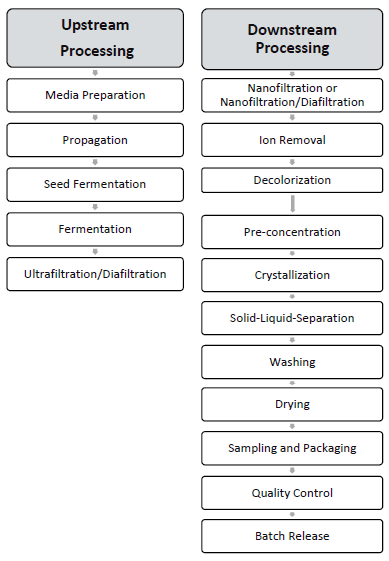 Upstream
Processing
Media Preparation
Propagation
Seed Fermentation
Fermentation
Ultrafiltration/Diafiltration
Downstream
Processing
Nanofiltration or
Nanofiltration/Diafiltration
Ion Removal
Decolorization
Pre-concentration
Crystallization
Solid-Liquid-Separation
Washing
Drying
Sampling and Packaging
Quality Control
Batch Release